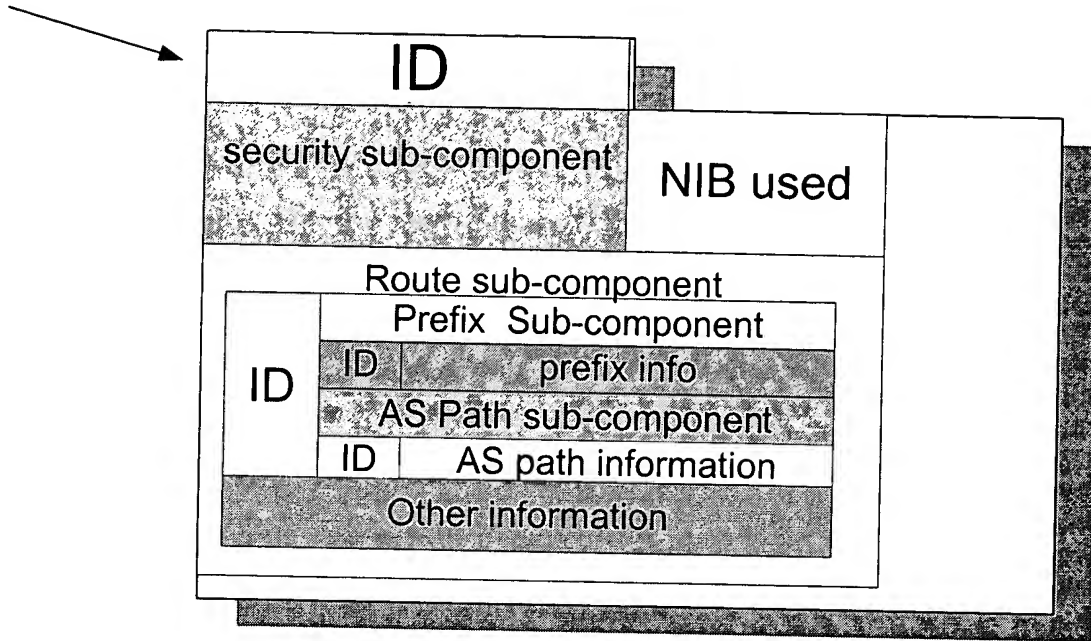 ID
security sub-component
NIB used
Route sub-component
Prefix Sub-component
ID
ID prefix info
AS Path sub-component
ID AS path information
Other information